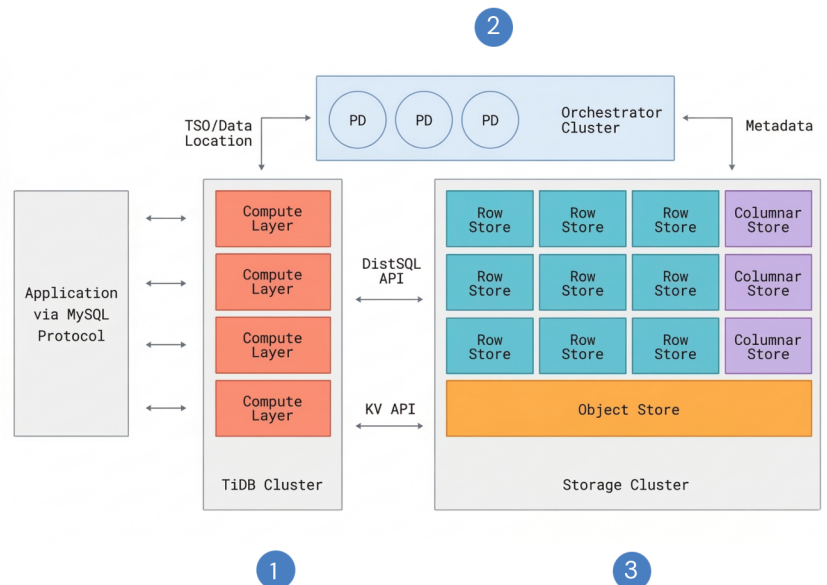 2
PD
PD
PD
Orchestrator
Cluster
TSO/Data
Location
Metadata
Application
via MySQL
Protocol
Compute
Layer
Compute
Layer
Compute
Layer
Compute
Layer
TiDB Cluster
DistSQL
API
KV API
Row
Store
Row
Store
Row
Store
Columnar
Store
Row
Store
Row
Store
Row
Store
Columnar
Store
Row
Store
Row
Store
Row
Store
Columnar
Store
Object Store
Storage Cluster
1
3